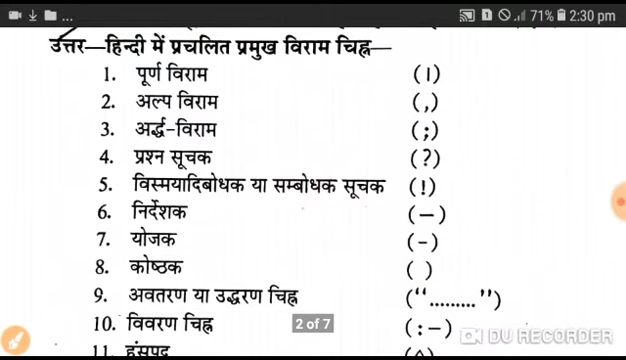 ... 71% 2:30 pm
उत्तर—हिन्दी में प्रचलित प्रमुख विराम चिह्न—
1. पूर्ण विराम (।)
2. अल्प विराम (,)
3. अर्द्ध-विराम (;)
4. प्रश्न सूचक (?)
5. विस्मयादिबोधक या सम्बोधक सूचक (!)
6. निर्देशक (—)
7. योजक (-)
8. कोष्ठक ( )
9. अवतरण या उद्धरण चिह्न (“.........”)
10. विवरण चिह्न (:-)
2 of 7
DU RECORDER
11. हंसपद (^)